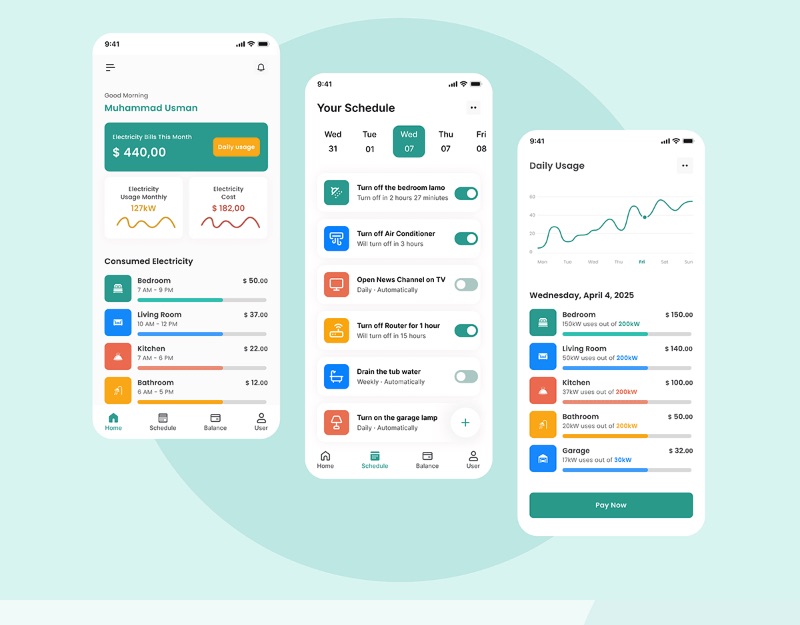 9:41
Good Morning
Muhammad Usman
Electricity Bills This Month
$ 440,00
Daily usage
Electricity
Usage Monthly
127kW
Electricity
Cost
$ 182,00
Consumed Electricity
Bedroom $ 50.00
7 AM - 9 PM
Living Room $ 37.00
10 AM - 12 PM
Kitchen $ 22.00
7 AM - 6 PM
Bathroom $ 12.00
6 AM - 5 PM
Home Schedule Balance User
9:41
Your Schedule
Wed Tue Wed Thu Fri
31 01 07 07 08
Turn off the bedroom lamo
Turn off in 2 hours 27 miniutes
Turn off Air Conditioner
Will turn off in 3 hours
Open News Channel on TV
Daily · Automatically
Turn off Router for 1 hour
Will turn off in 15 hours
Drain the tub water
Weekly · Automatically
Turn on the garage lamp
Daily · Automatically
+
Home Schedule Balance User
9:41
Daily Usage
60
40
20
0
Mon Tue Wed Thu Fri Sat Sun
Wednesday, April 4, 2025
Bedroom $ 150.00
150kW uses out of 200kW
Living Room $ 140.00
50kW uses out of 200kW
Kitchen $ 100.00
37kW uses out of 200kW
Bathroom $ 50.00
20kW uses out of 200kW
Garage $ 32.00
17kW uses out of 30kW
Pay Now